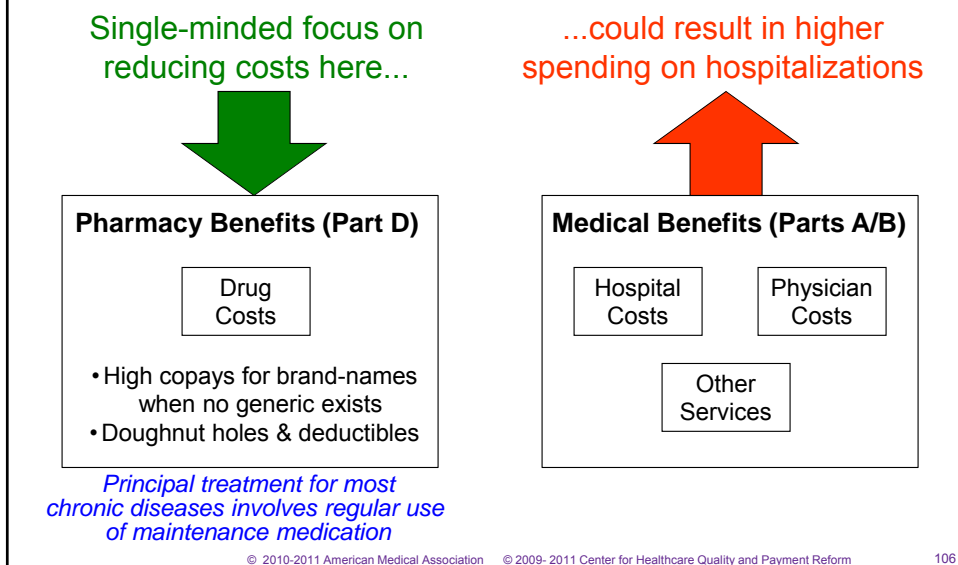 Single-minded focus on
reducing costs here...
...could result in higher
spending on hospitalizations
Pharmacy Benefits (Part D)
Drug
Costs
• High copays for brand-names
when no generic exists
• Doughnut holes & deductibles
Principal treatment for most
chronic diseases involves regular use
of maintenance medication
Medical Benefits (Parts A/B)
Hospital
Costs
Physician
Costs
Other
Services
© 2010-2011 American Medical Association © 2009- 2011 Center for Healthcare Quality and Payment Reform 106